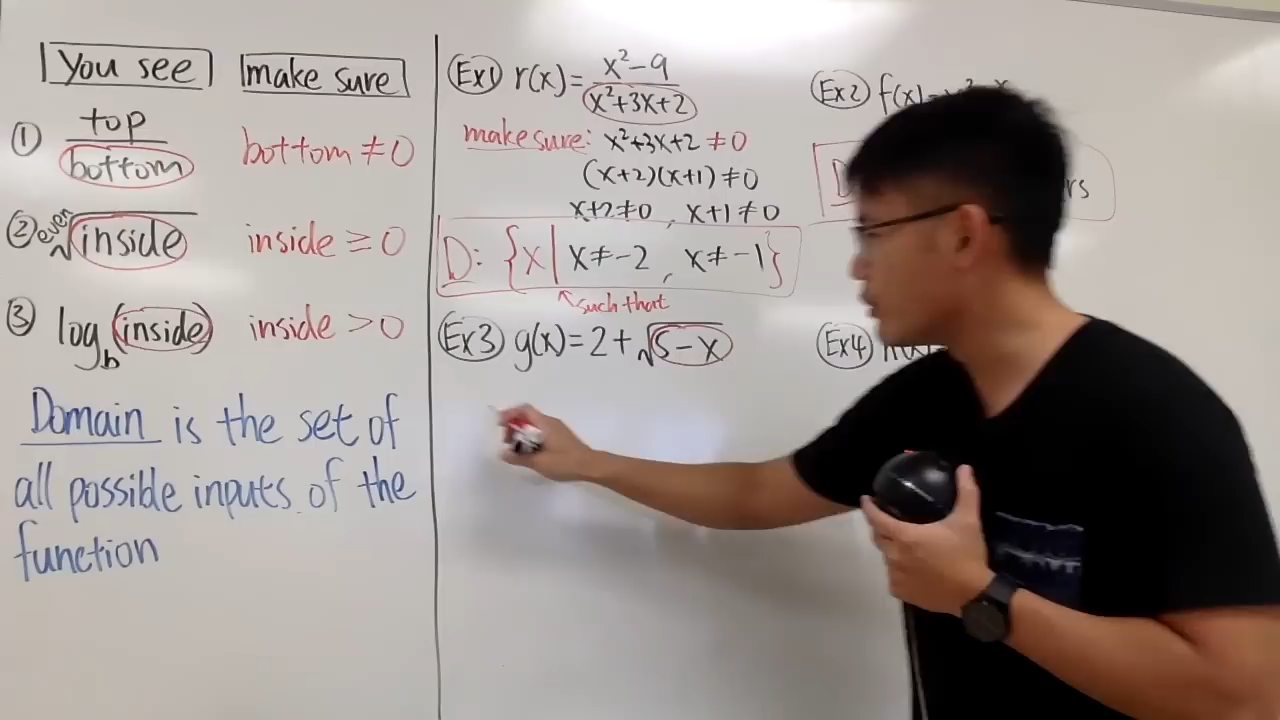 You see make sure
① top/bottom bottom ≠ 0
② even√inside inside ≥ 0
③ log_b(inside) inside > 0
Domain is the set of
all possible inputs of the
function
Ex1 r(x) = (x²-9)/(x²+3x+2)
make sure: x²+3x+2 ≠ 0
(x+2)(x+1) ≠ 0
x+2≠0 , x+1≠0
D: {x | x≠-2 , x≠-1}
such that
Ex2 f(x)
D rs
Ex3 g(x) = 2+√(5-x)
Ex4